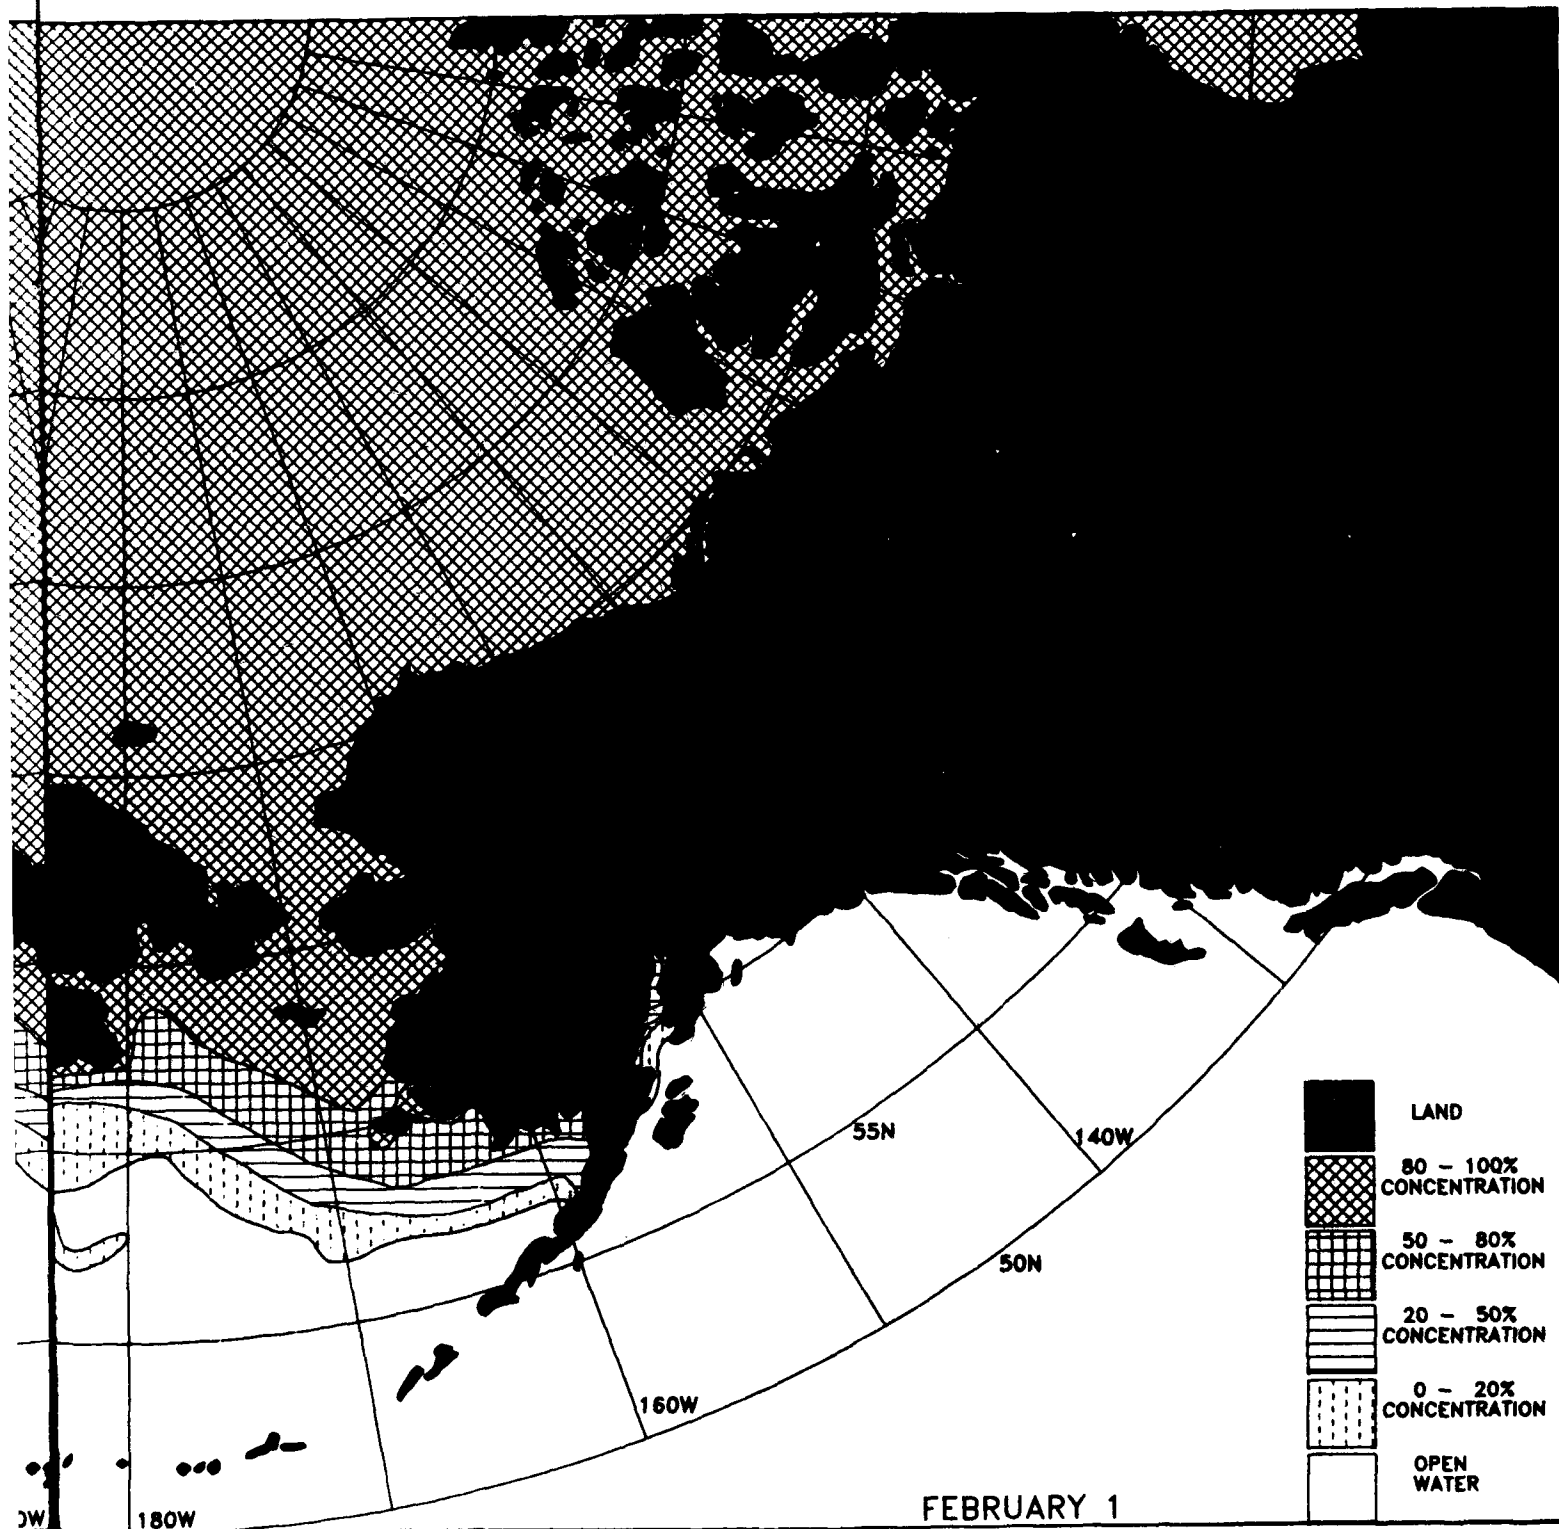 LAND
80 - 100%
CONCENTRATION
50 - 80%
CONCENTRATION
20 - 50%
CONCENTRATION
0 - 20%
CONCENTRATION
OPEN
WATER
55N
140W
50N
160W
180W
0W
FEBRUARY 1